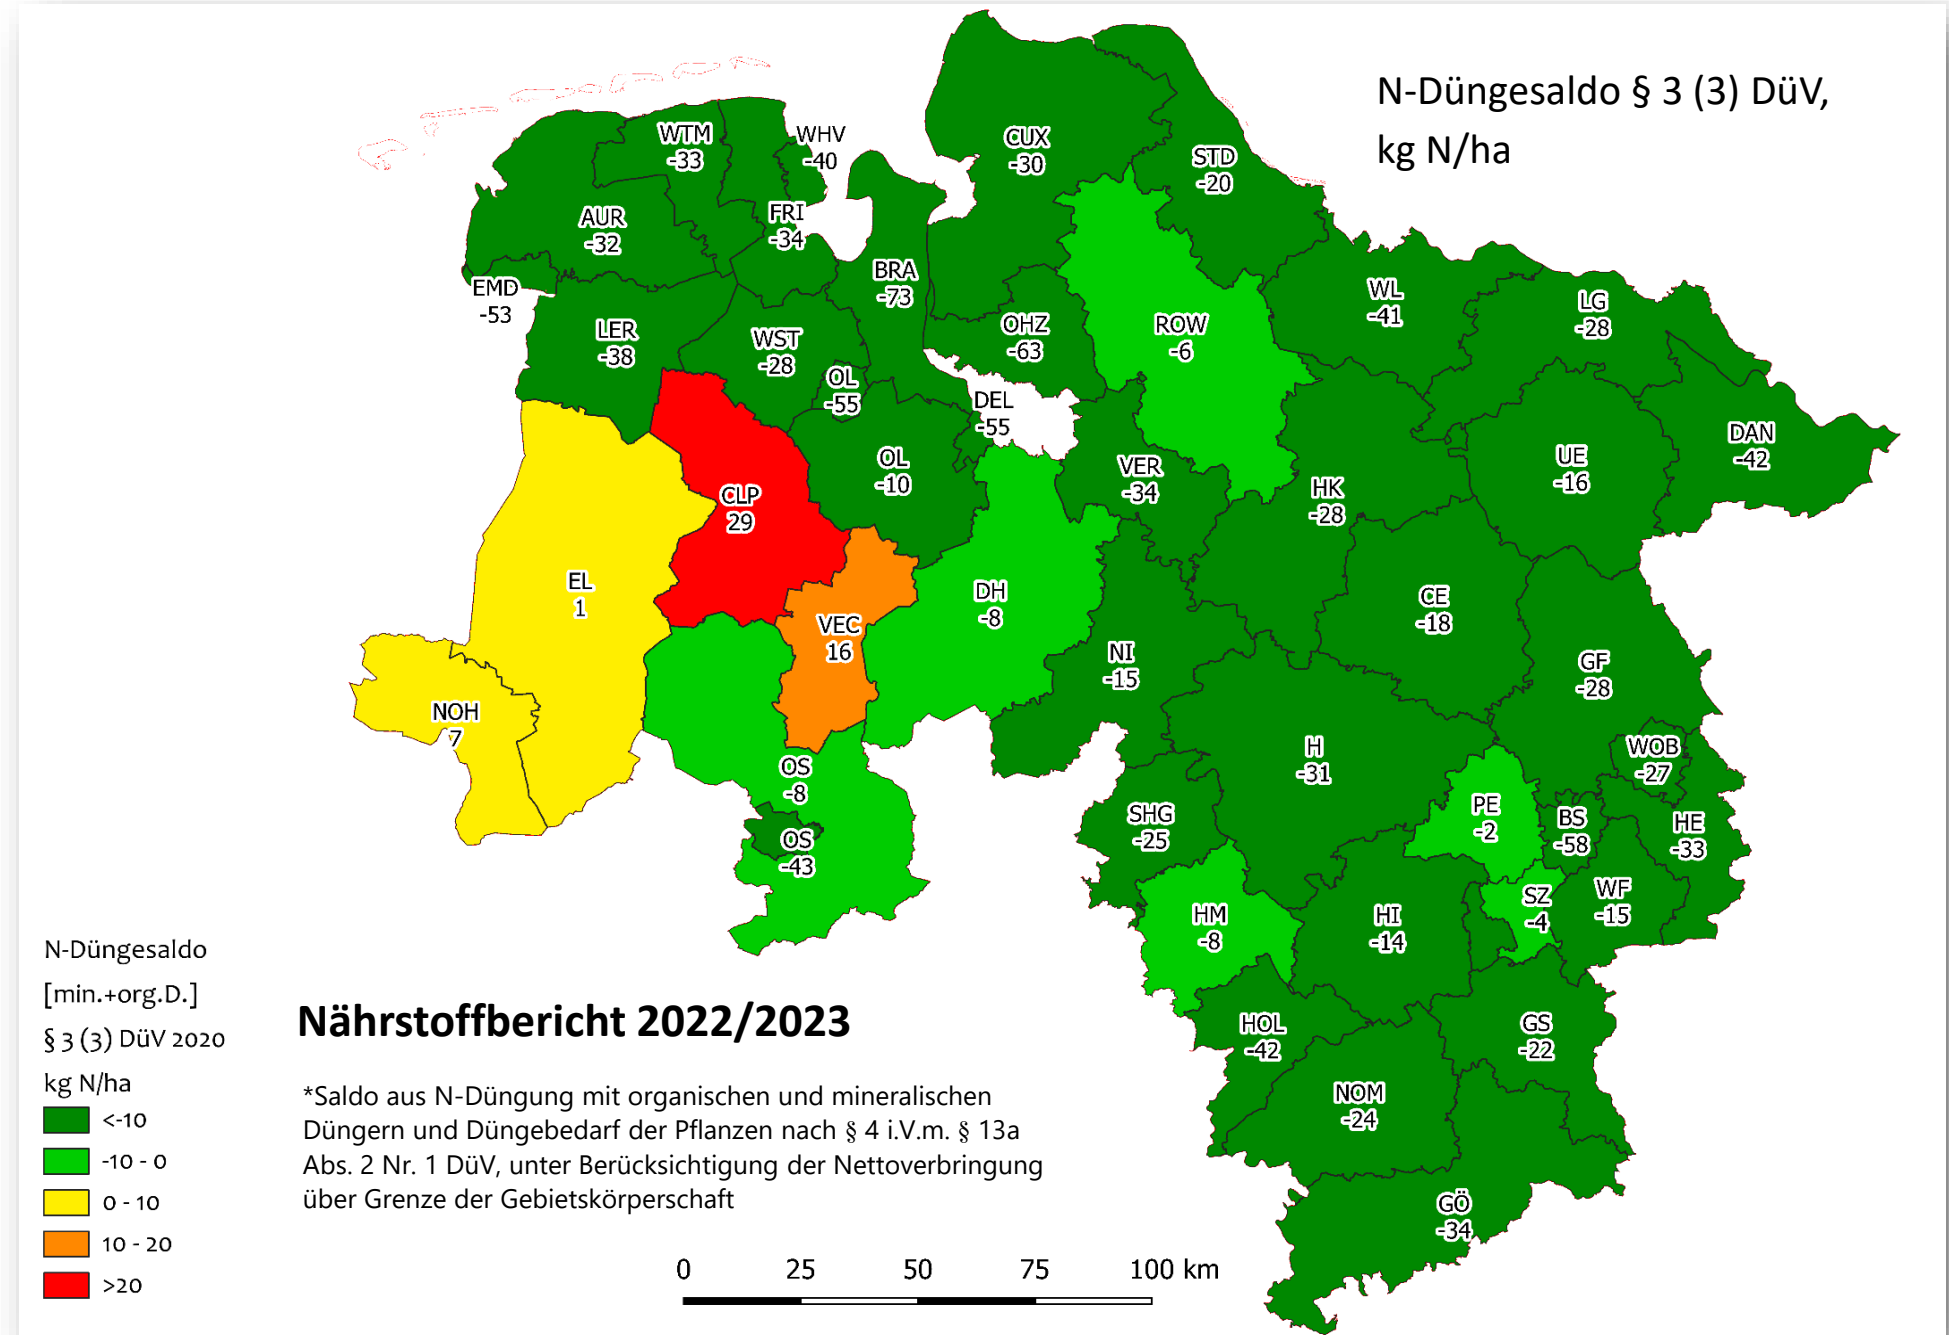 N-Düngesaldo § 3 (3) DüV,
kg N/ha
WTM
-33
WHV
-40
CUX
-30
STD
-20
AUR
-32
FRI
-34
EMD
-53
BRA
-73
LER
-38
WST
-28
OHZ
-63
ROW
-6
WL
-41
LG
-28
OL
-55
DEL
-55
OL
-10
VER
-34
HK
-28
UE
-16
DAN
-42
CLP
29
EL
1
VEC
16
DH
-8
NI
-15
CE
-18
GF
-28
NOH
7
OS
-8
OS
-43
H
-31
WOB
-27
SHG
-25
PE
-2
BS
-58
HE
-33
HM
-8
HI
-14
SZ
-4
WF
-15
HOL
-42
GS
-22
NOM
-24
GÖ
-34
N-Düngesaldo
[min.+org.D.]
§ 3 (3) DüV 2020
kg N/ha
<-10
-10 - 0
0 - 10
10 - 20
>20
Nährstoffbericht 2022/2023
*Saldo aus N-Düngung mit organischen und mineralischen
Düngern und Düngebedarf der Pflanzen nach § 4 i.V.m. § 13a
Abs. 2 Nr. 1 DüV, unter Berücksichtigung der Nettoverbringung
über Grenze der Gebietskörperschaft
0 25 50 75 100 km